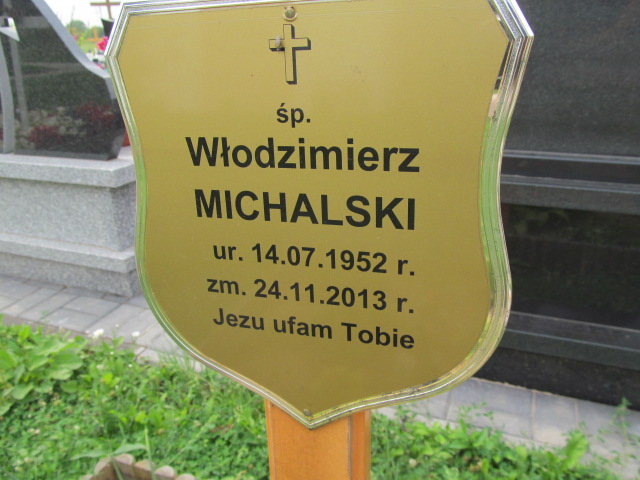 śp.
Włodzimierz
MICHALSKI
ur. 14.07.1952 r.
zm. 24.11.2013 r.
Jezu ufam Tobie